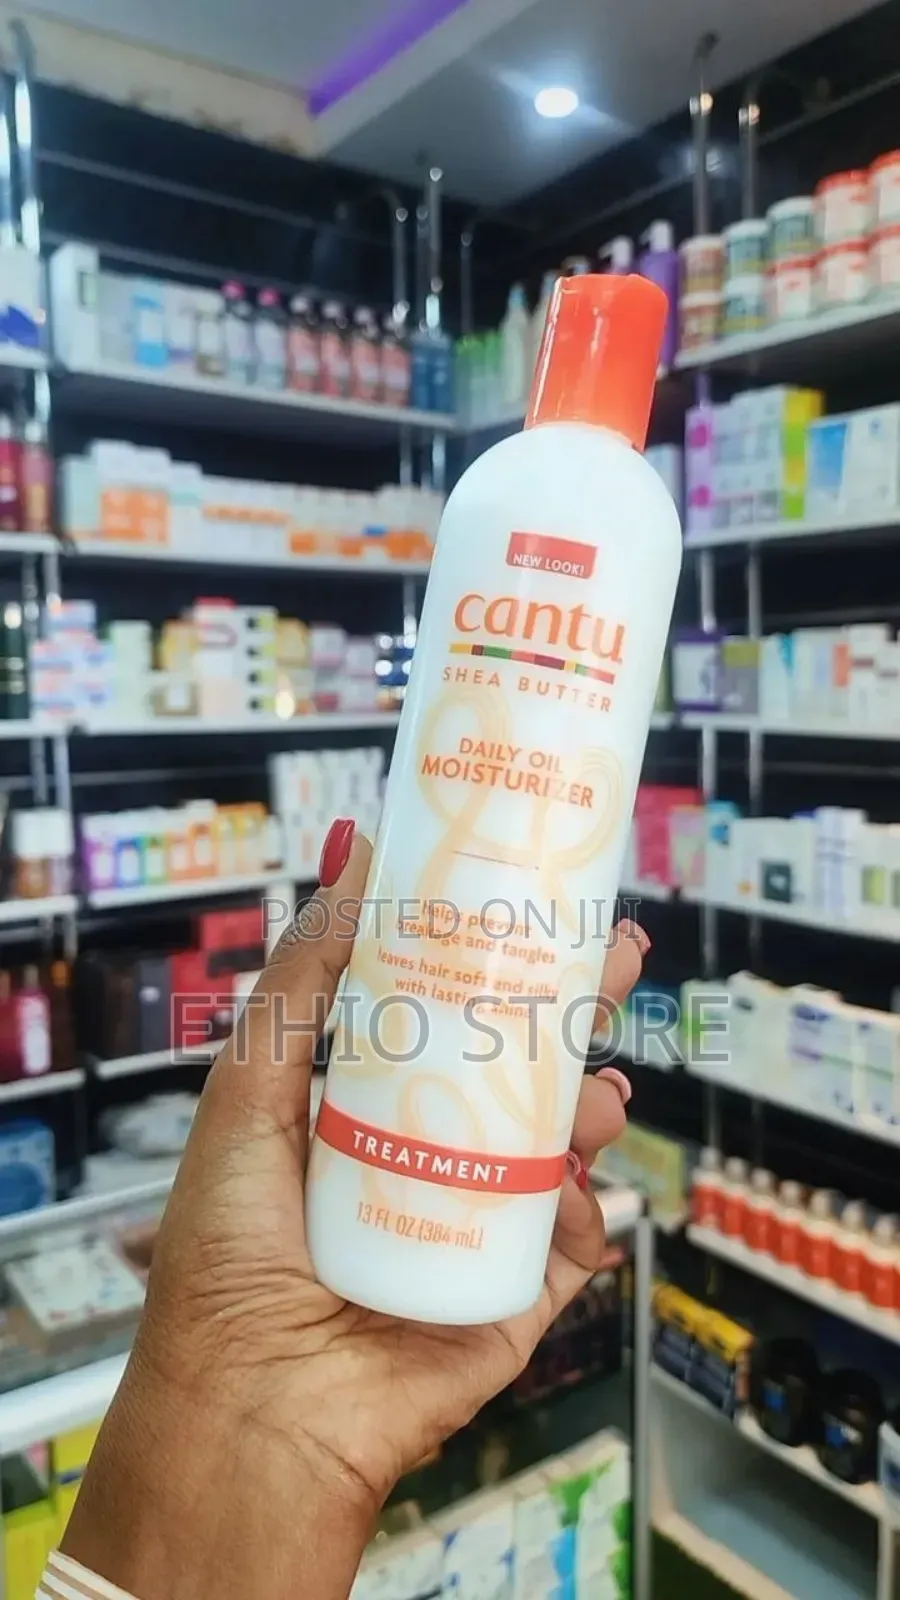 NEW LOOK!
cantu
SHEA BUTTER
DAILY OIL
MOISTURIZER
helps prevent
breakage and tangles
leaves hair soft and silky
with lasting shine
POSTED ON JIJI
ETHIO STORE
TREATMENT
13 FL OZ (384 mL)